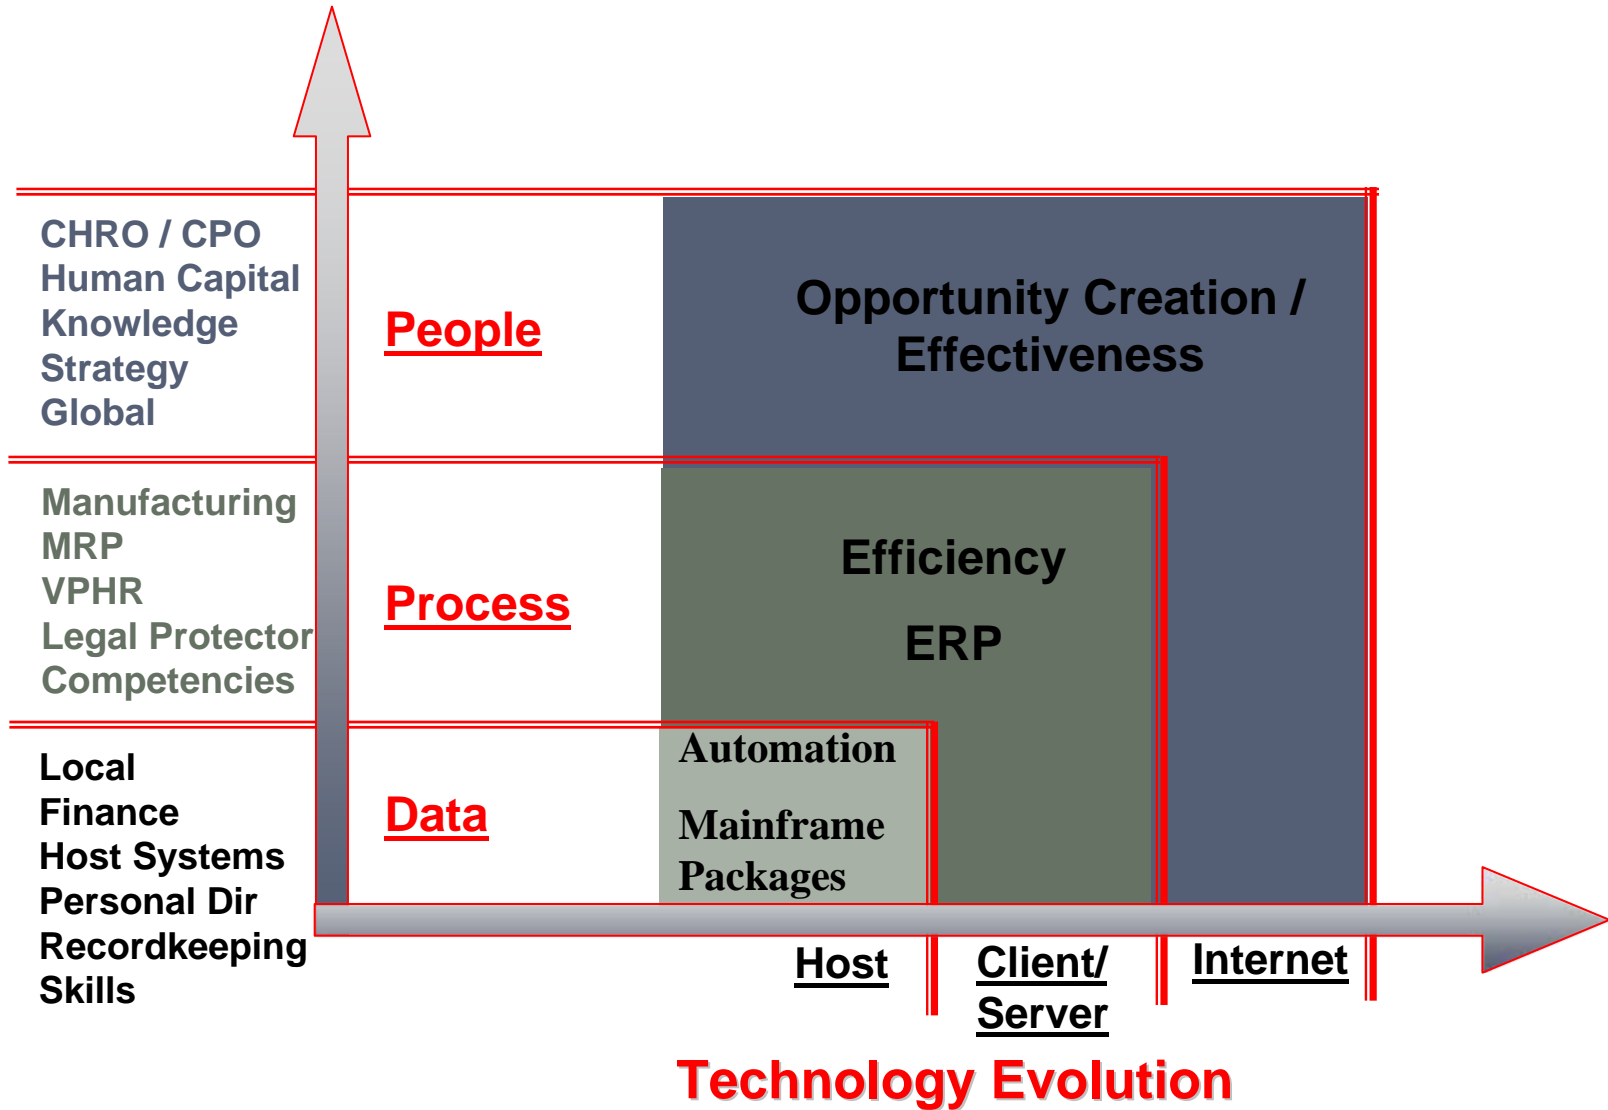 CHRO / CPO
Human Capital
Knowledge
Strategy
Global
People
Opportunity Creation /
Effectiveness
Manufacturing
MRP
VPHR
Legal Protector
Competencies
Process
Efficiency
ERP
Local
Finance
Host Systems
Personal Dir
Recordkeeping
Skills
Data
Automation
Mainframe
Packages
Host
Client/
Server
Internet
Technology Evolution